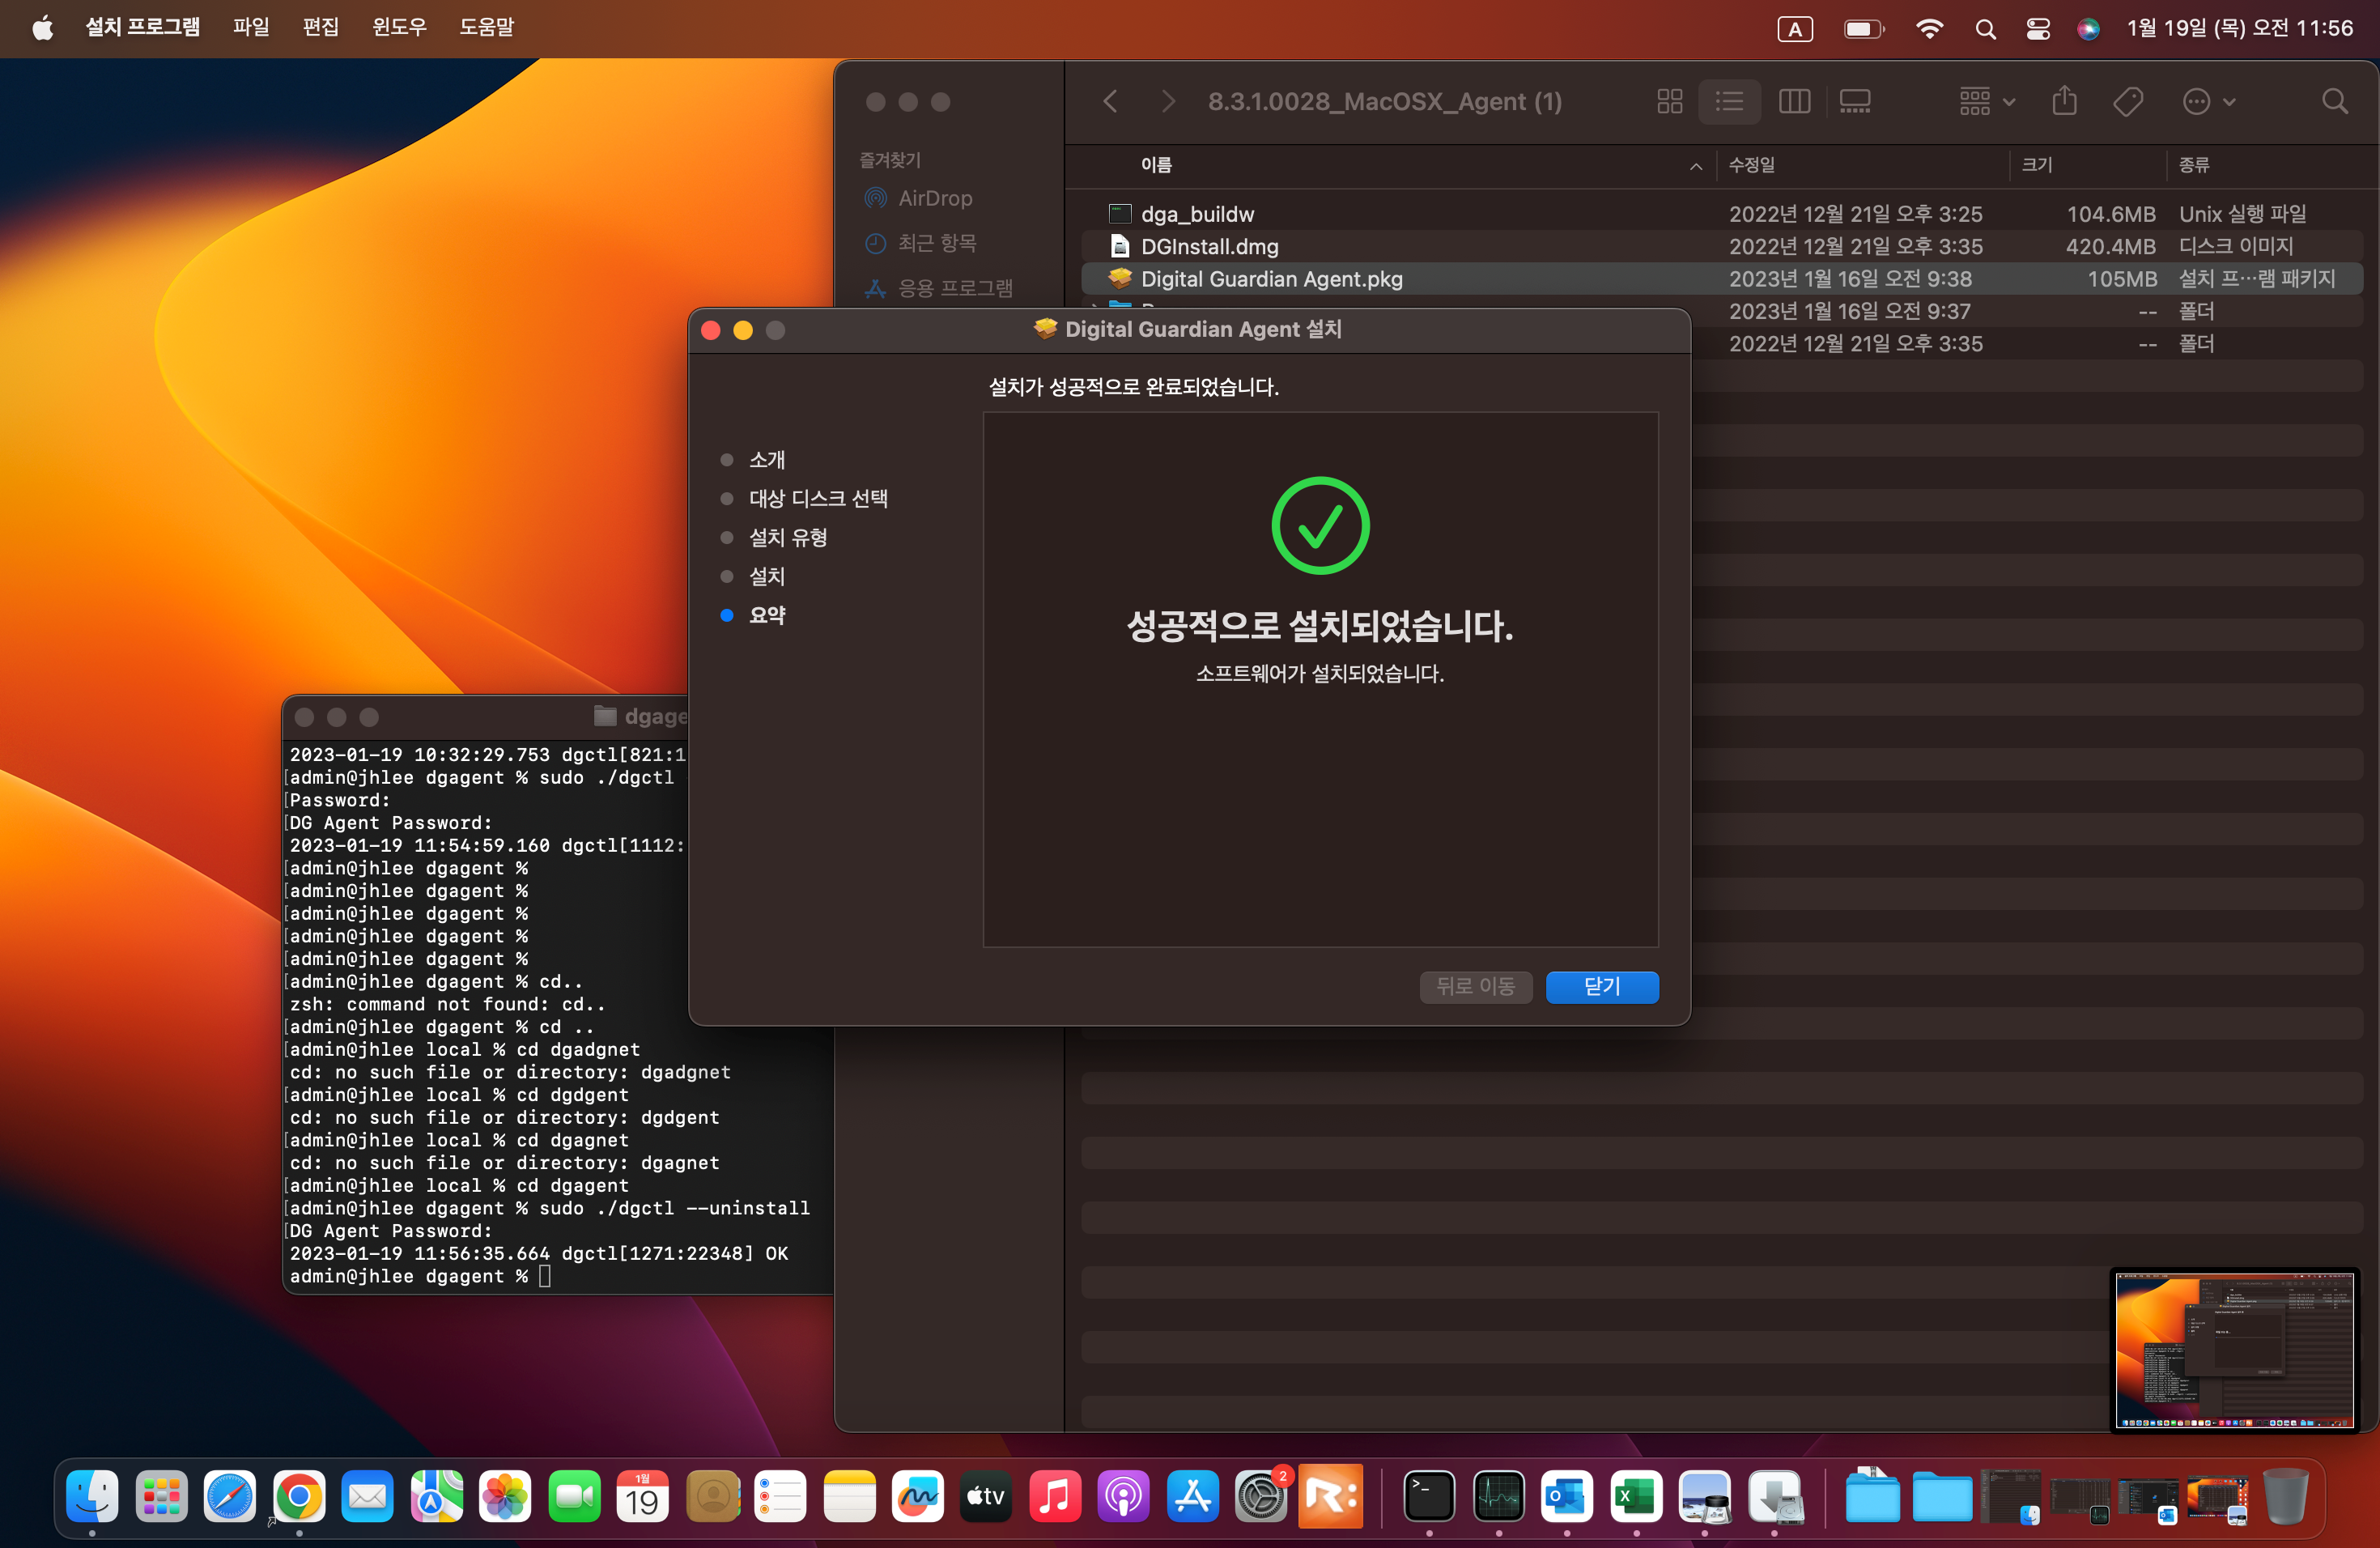 설치 프로그램 파일 편집 윈도우 도움말
A
1월 19일 (목) 오전 11:56
8.3.1.0028_MacOSX_Agent (1)
즐겨찾기
AirDrop
최근 항목
응용 프로그램
이름 수정일 크기 종류
dga_buildw 2022년 12월 21일 오후 3:25 104.6MB Unix 실행 파일
DGInstall.dmg 2022년 12월 21일 오후 3:35 420.4MB 디스크 이미지
Digital Guardian Agent.pkg 2023년 1월 16일 오전 9:38 105MB 설치 프…램 패키지
2023년 1월 16일 오전 9:37 -- 폴더
2022년 12월 21일 오후 3:35 -- 폴더
Digital Guardian Agent 설치
설치가 성공적으로 완료되었습니다.
소개
대상 디스크 선택
설치 유형
설치
요약
성공적으로 설치되었습니다.
소프트웨어가 설치되었습니다.
뒤로 이동 닫기
dgage
2023-01-19 10:32:29.753 dgctl[821:1
[admin@jhlee dgagent % sudo ./dgctl
[Password:
[DG Agent Password:
2023-01-19 11:54:59.160 dgctl[1112:
[admin@jhlee dgagent %
[admin@jhlee dgagent %
[admin@jhlee dgagent %
[admin@jhlee dgagent %
[admin@jhlee dgagent %
[admin@jhlee dgagent % cd..
zsh: command not found: cd..
[admin@jhlee dgagent % cd ..
[admin@jhlee local % cd dgadgnet
cd: no such file or directory: dgadgnet
[admin@jhlee local % cd dgdgent
cd: no such file or directory: dgdgent
[admin@jhlee local % cd dgagnet
cd: no such file or directory: dgagnet
[admin@jhlee local % cd dgagent
[admin@jhlee dgagent % sudo ./dgctl --uninstall
[DG Agent Password:
2023-01-19 11:56:35.664 dgctl[1271:22348] OK
admin@jhlee dgagent %
1월
19
tv
2
R:
>_
O
X